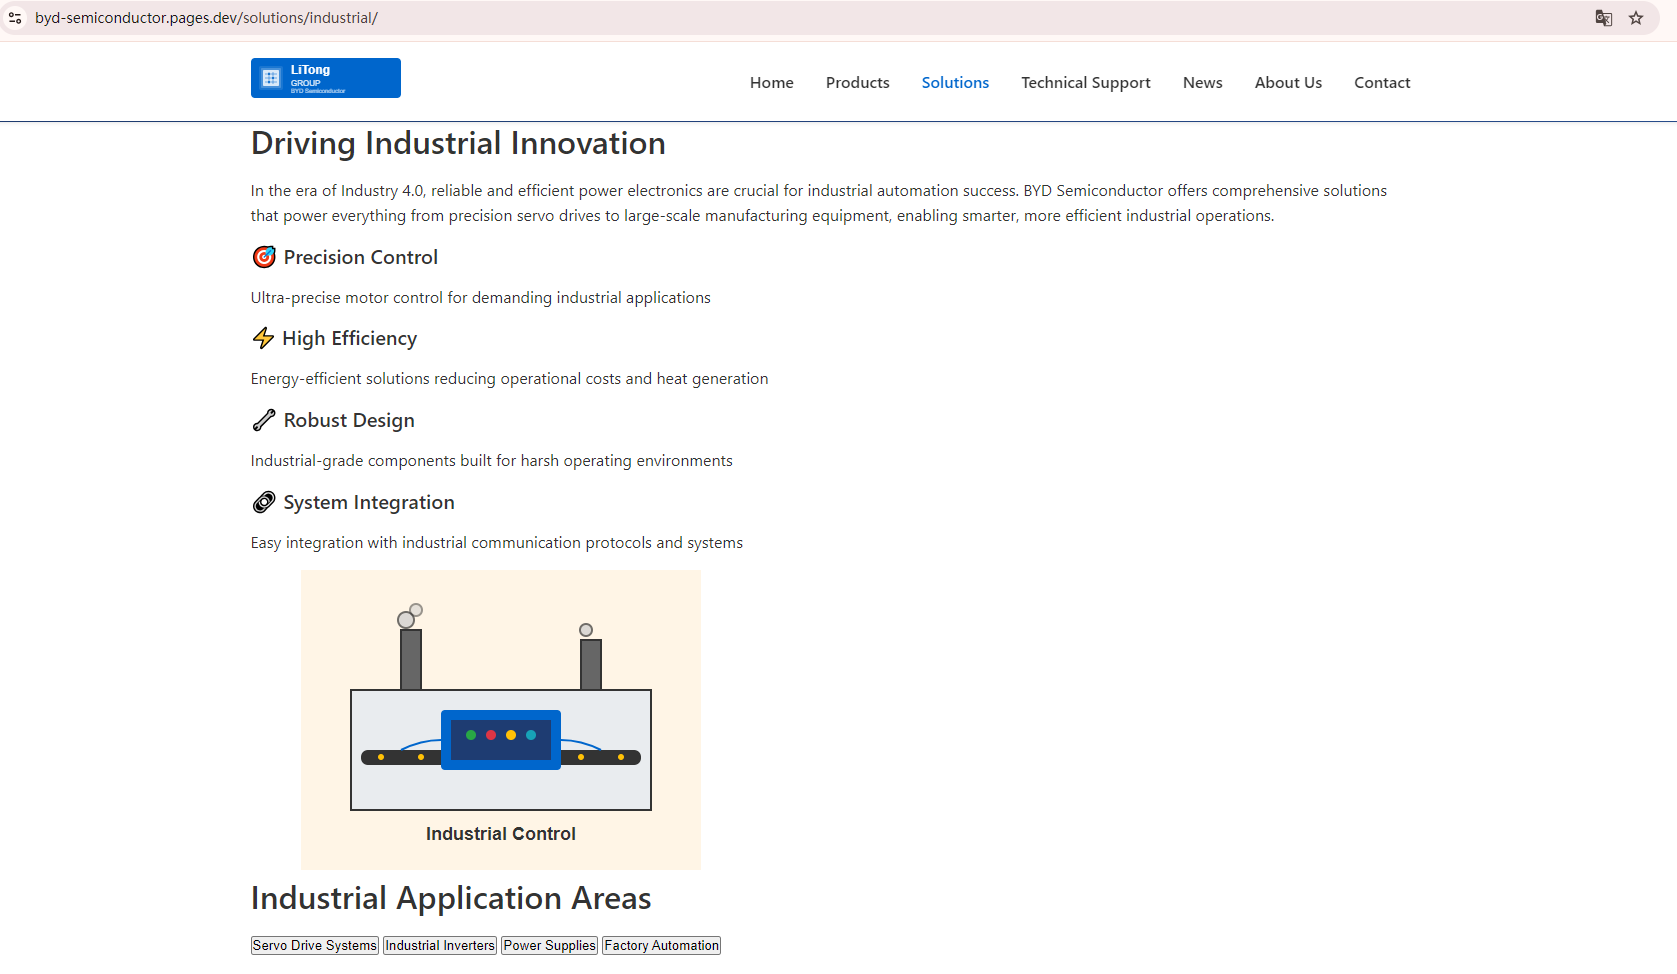 byd-semiconductor.pages.dev/solutions/industrial/
LiTong
GROUP
BYD Semiconductor
Home Products Solutions Technical Support News About Us Contact
Driving Industrial Innovation
In the era of Industry 4.0, reliable and efficient power electronics are crucial for industrial automation success. BYD Semiconductor offers comprehensive solutions
that power everything from precision servo drives to large-scale manufacturing equipment, enabling smarter, more efficient industrial operations.
🎯 Precision Control
Ultra-precise motor control for demanding industrial applications
⚡ High Efficiency
Energy-efficient solutions reducing operational costs and heat generation
🔧 Robust Design
Industrial-grade components built for harsh operating environments
🔗 System Integration
Easy integration with industrial communication protocols and systems
Industrial Control
Industrial Application Areas
Servo Drive Systems Industrial Inverters Power Supplies Factory Automation